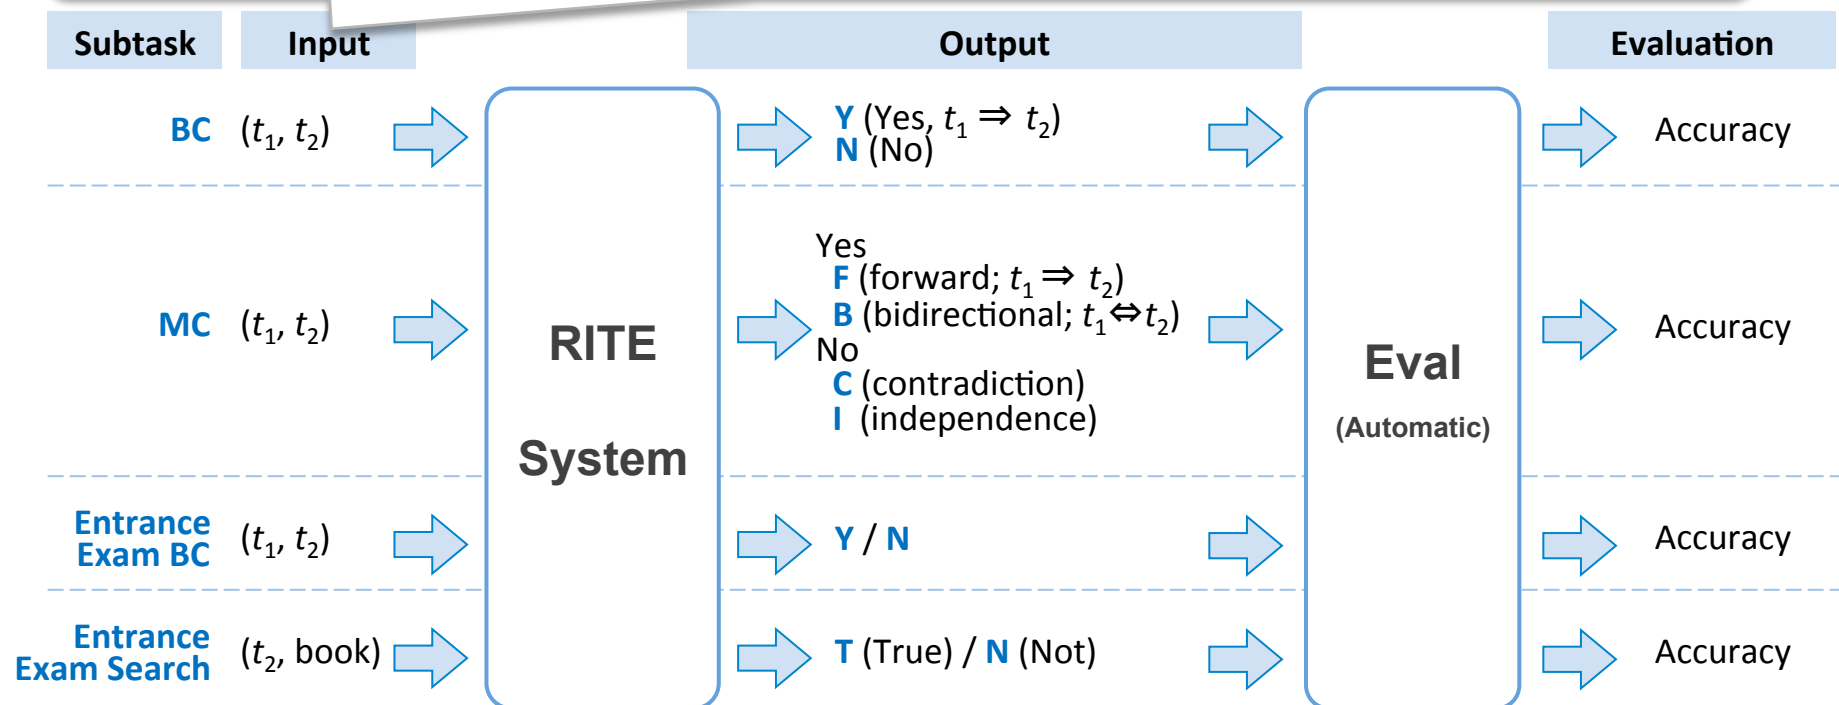 Subtask Input Output Evaluation
BC (t₁, t₂) Y (Yes, t₁ ⇒ t₂) Accuracy
N (No)
Yes
F (forward; t₁ ⇒ t₂)
MC (t₁, t₂) B (bidirectional; t₁⇔t₂) Accuracy
No
C (contradiction)
I (independence)
RITE
System
Eval
(Automatic)
Entrance
Exam BC (t₁, t₂) Y / N Accuracy
Entrance
Exam Search (t₂, book) T (True) / N (Not) Accuracy